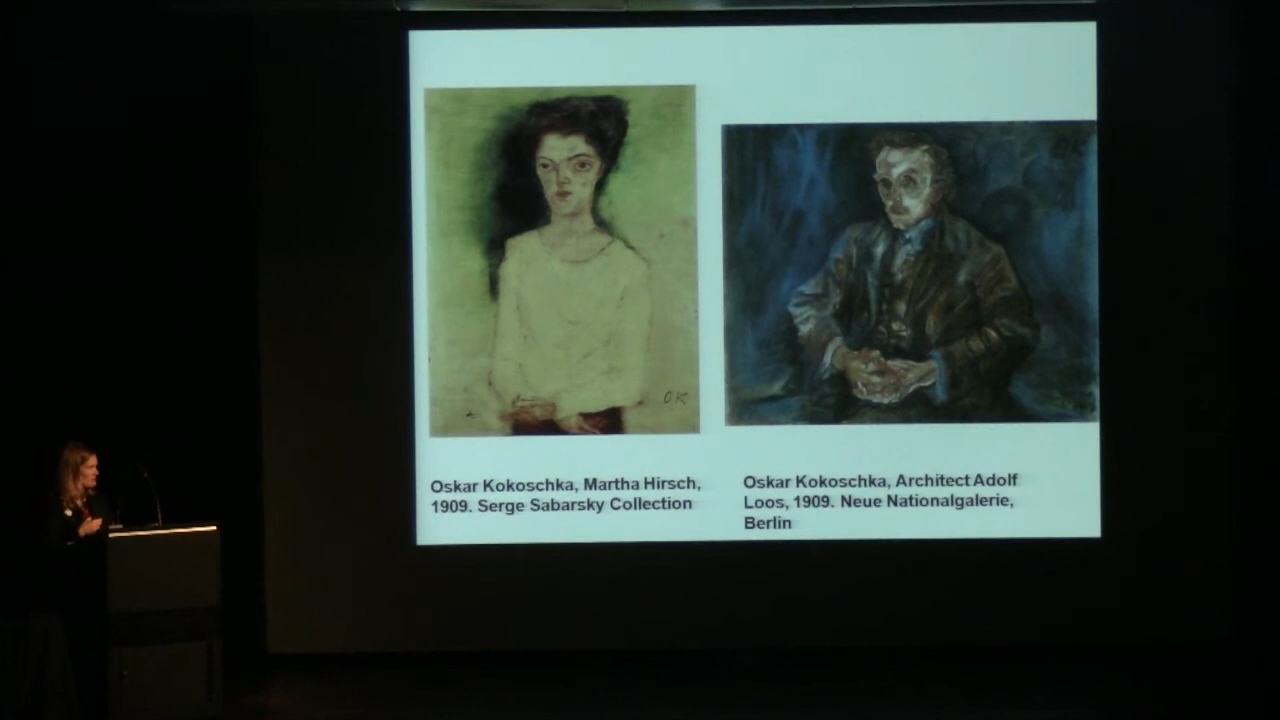 OK
Oskar Kokoschka, Martha Hirsch,
1909. Serge Sabarsky Collection
Oskar Kokoschka, Architect Adolf
Loos, 1909. Neue Nationalgalerie,
Berlin